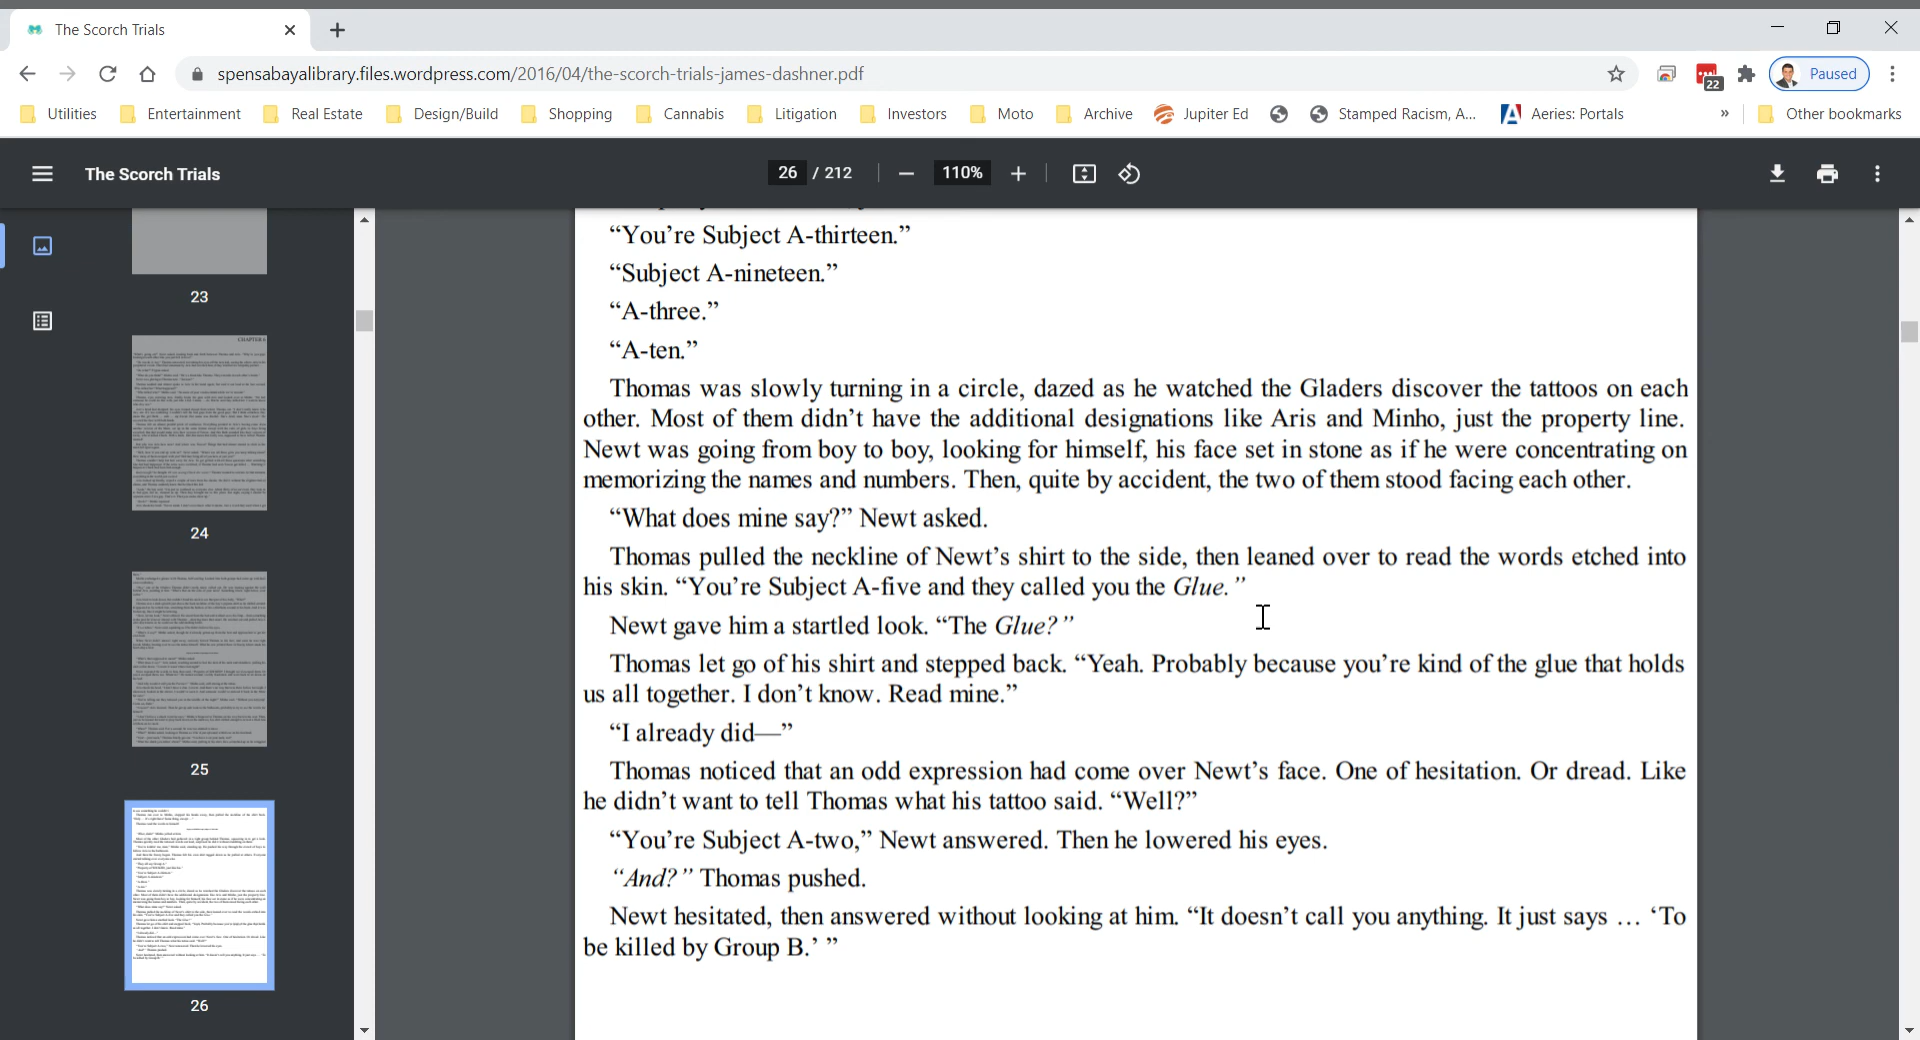 The Scorch Trials
spensabayalibrary.files.wordpress.com/2016/04/the-scorch-trials-james-dashner.pdf
22
Paused
Utilities Entertainment Real Estate Design/Build Shopping Cannabis Litigation Investors Moto Archive Jupiter Ed Stamped Racism, A... Aeries: Portals » Other bookmarks
The Scorch Trials 26 / 212 110%
“You’re Subject A-thirteen.”
“Subject A-nineteen.”
“A-three.”
“A-ten.”
Thomas was slowly turning in a circle, dazed as he watched the Gladers discover the tattoos on each
other. Most of them didn’t have the additional designations like Aris and Minho, just the property line.
Newt was going from boy to boy, looking for himself, his face set in stone as if he were concentrating on
memorizing the names and numbers. Then, quite by accident, the two of them stood facing each other.
“What does mine say?” Newt asked.
Thomas pulled the neckline of Newt’s shirt to the side, then leaned over to read the words etched into
his skin. “You’re Subject A-five and they called you the Glue.”
Newt gave him a startled look. “The Glue?”
Thomas let go of his shirt and stepped back. “Yeah. Probably because you’re kind of the glue that holds
us all together. I don’t know. Read mine.”
“I already did—”
Thomas noticed that an odd expression had come over Newt’s face. One of hesitation. Or dread. Like
he didn’t want to tell Thomas what his tattoo said. “Well?”
“You’re Subject A-two,” Newt answered. Then he lowered his eyes.
“And?” Thomas pushed.
Newt hesitated, then answered without looking at him. “It doesn’t call you anything. It just says … ‘To
be killed by Group B.’ ”
23
CHAPTER 6
24
25
26